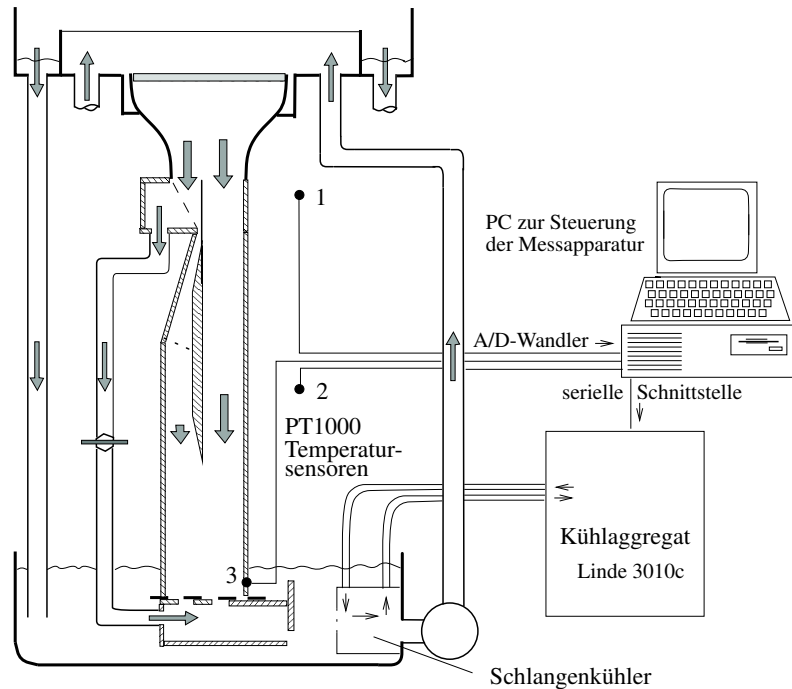 1
PC zur Steuerung
der Messapparatur
A/D-Wandler
2
serielle Schnittstelle
PT1000
Temperatur-
sensoren
Kühlaggregat
Linde 3010c
3
Schlangenkühler